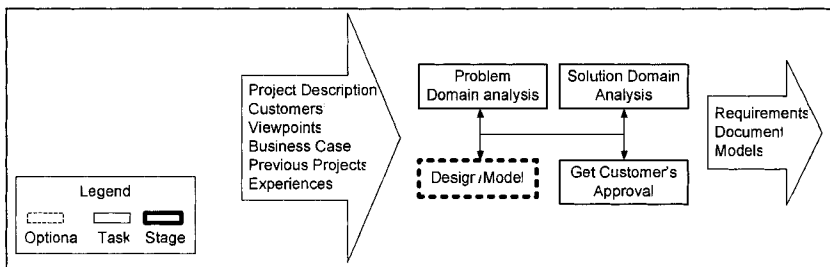 Project Description
Customers
Viewpoints
Business Case
Previous Projects
Experiences
Problem
Domain analysis
Solution Domain
Analysis
Design/Model
Get Customer's
Approval
Requirements
Document
Models
Legend
Optiona
Task
Stage